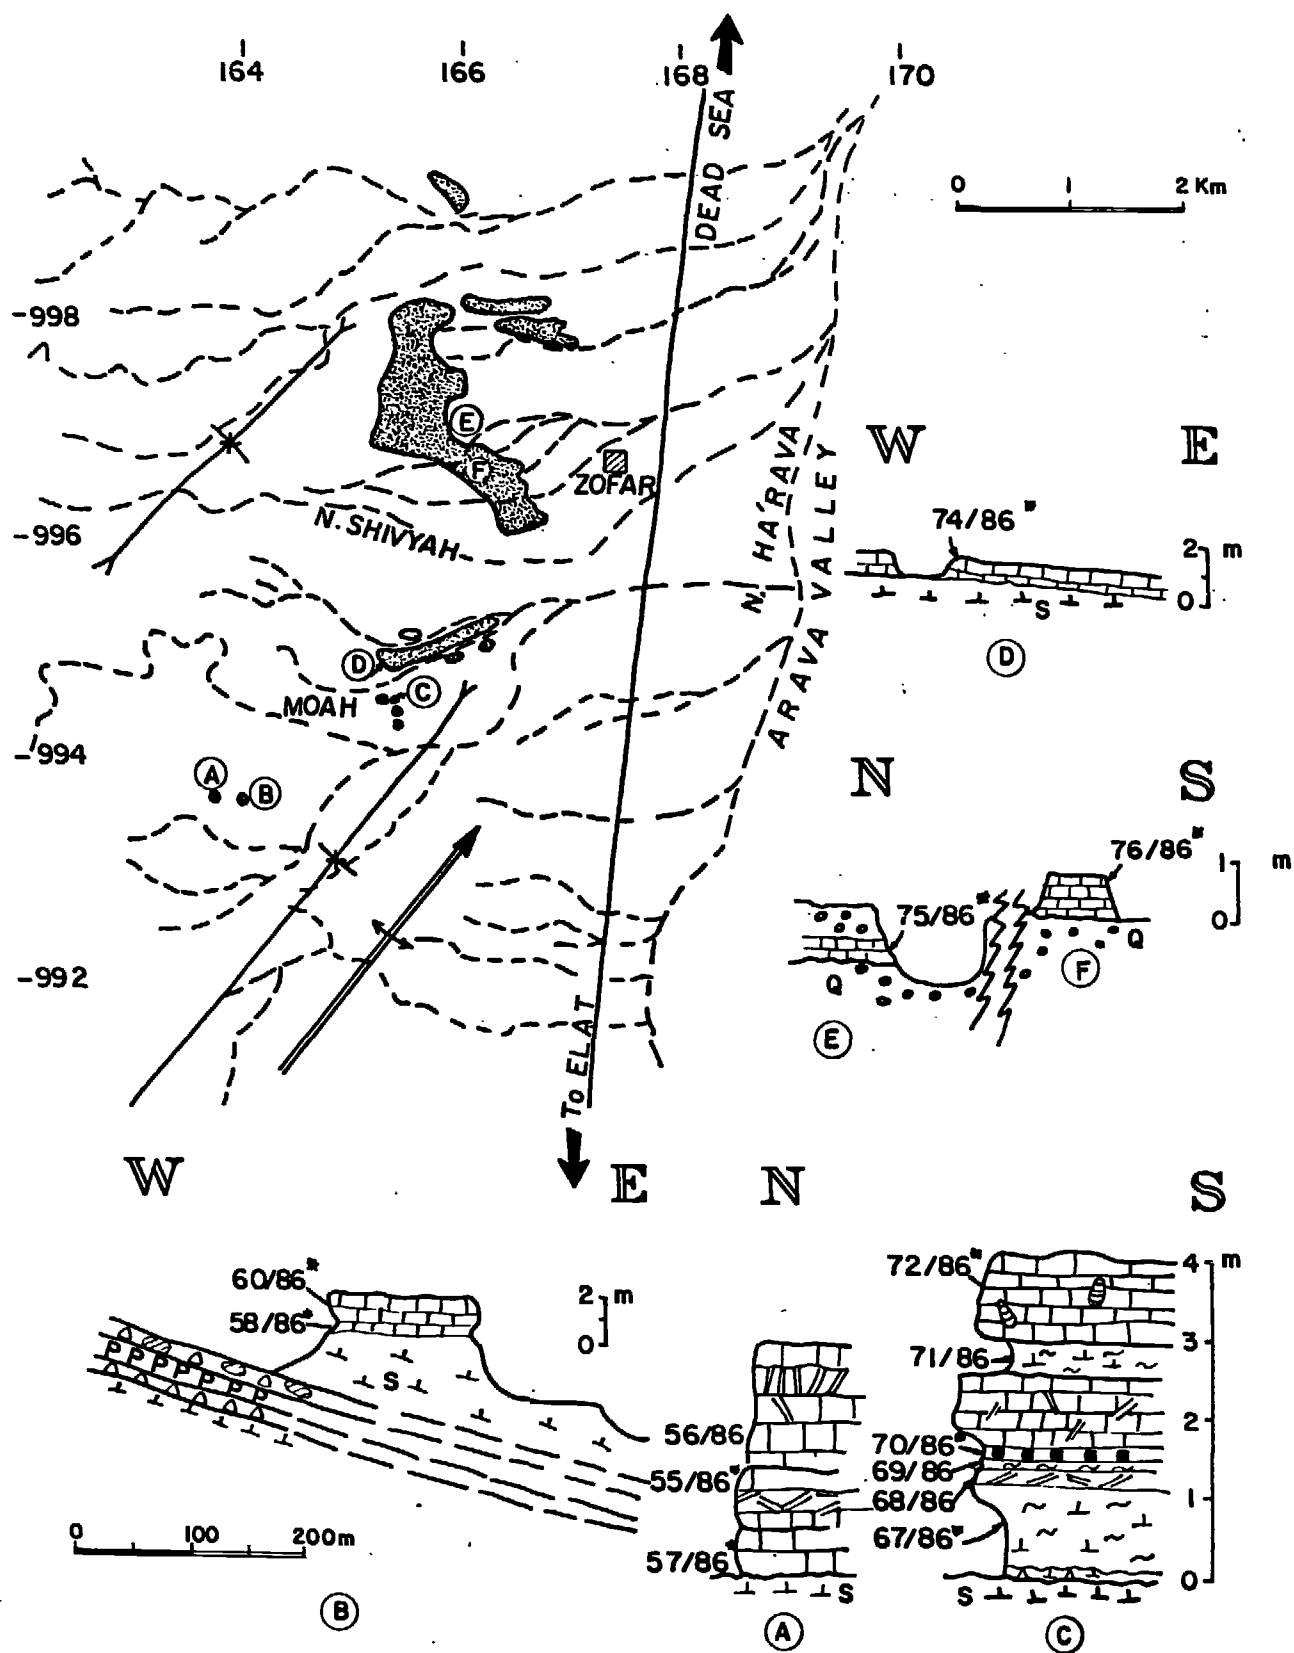 164 166 168 170
DEAD SEA
0 1 2 Km
-998
E
F
ZOFAR
N. SHIVYAH
-996
N. HA'RAVA
ARAVA VALLEY
W E
74/86*
2 m
0
S
D
D
C
MOAH
-994
A B
N S
76/86*
1 m
0
75/86*
Q
Q
F
E
-992
To ELAT
W E N S
60/86*
58/86*
2 m
0
S
P P P P P P P
0 100 200m
B
56/86
55/86*
57/86*
S
A
72/86*
71/86
70/86*
69/86
68/86
67/86*
4 m
3
2
1
0
S
C